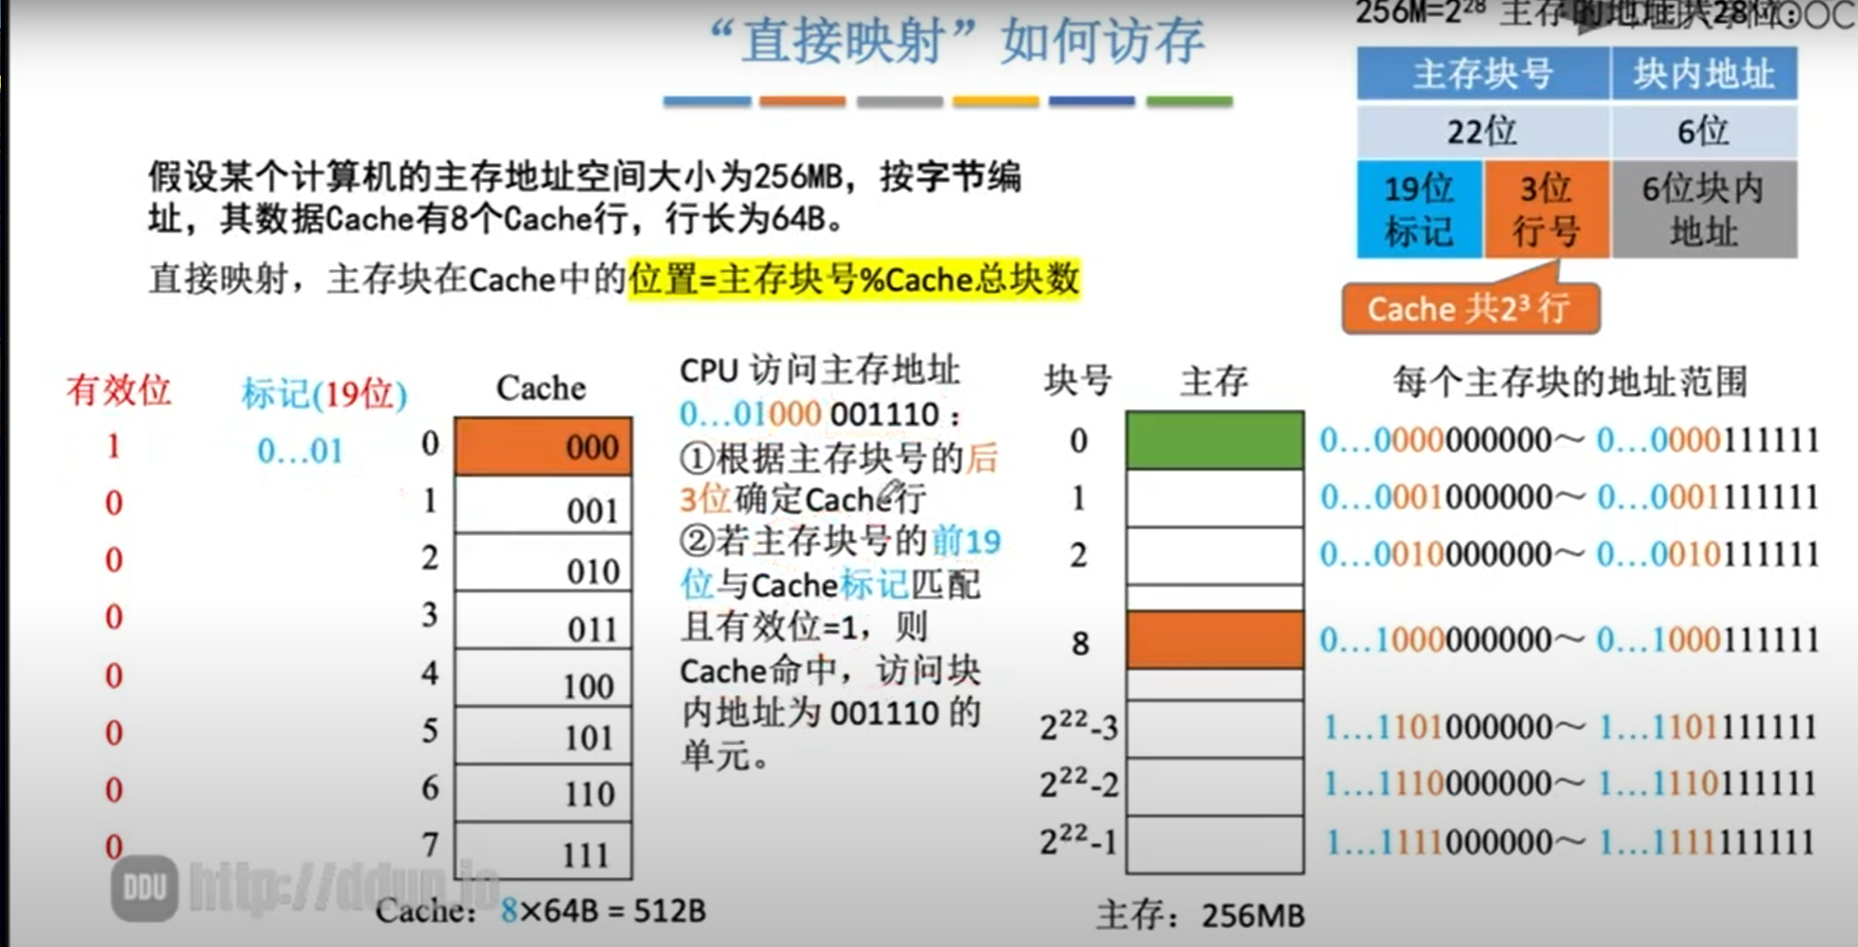 “直接映射”如何访存
256M=2²⁸ 主存的地址共28位：
主存块号 块内地址
22位 6位
19位标记 3位行号 6位块内地址
Cache 共2³ 行
假设某个计算机的主存地址空间大小为256MB，按字节编
址，其数据Cache有8个Cache行，行长为64B。
直接映射，主存块在Cache中的位置=主存块号%Cache总块数
有效位 标记(19位) Cache
1 0…01 0 000
0 1 001
0 2 010
0 3 011
0 4 100
0 5 101
0 6 110
0 7 111
Cache：8×64B = 512B
CPU 访问主存地址
0…01000 001110：
①根据主存块号的后
3位确定Cache行
②若主存块号的前19
位与Cache标记匹配
且有效位=1，则
Cache命中，访问块
内地址为 001110 的
单元。
块号 主存 每个主存块的地址范围
0 0…0000000000～ 0…0000111111
1 0…0001000000～ 0…0001111111
2 0…0010000000～ 0…0010111111
8 0…1000000000～ 0…1000111111
2²²-3 1…1101000000～ 1…1101111111
2²²-2 1…1110000000～ 1…1110111111
2²²-1 1…1111000000～ 1…1111111111
主存：256MB
DDU http://ddup.io